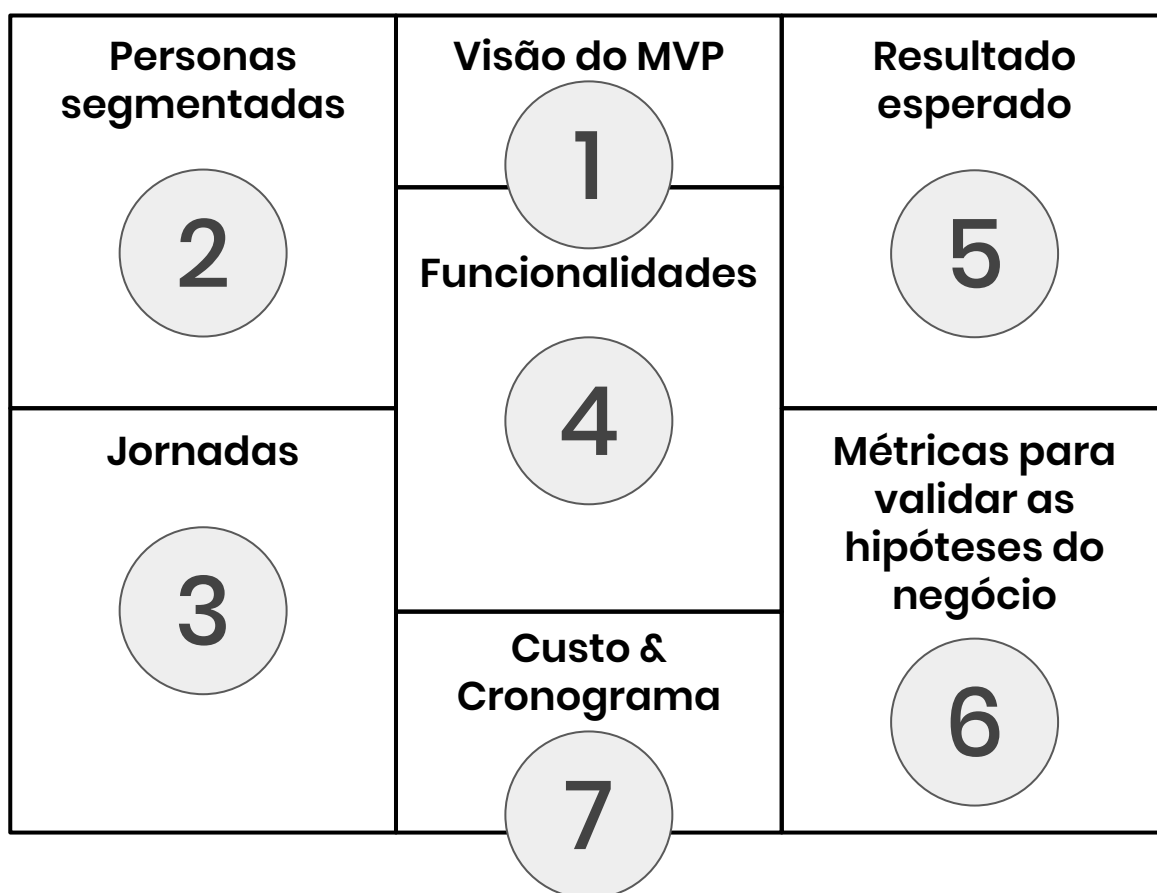 Personas
segmentadas
2
Visão do MVP
1
Resultado
esperado
5
Funcionalidades
4
Jornadas
3
Métricas para
validar as
hipóteses do
negócio
6
Custo &
Cronograma
7